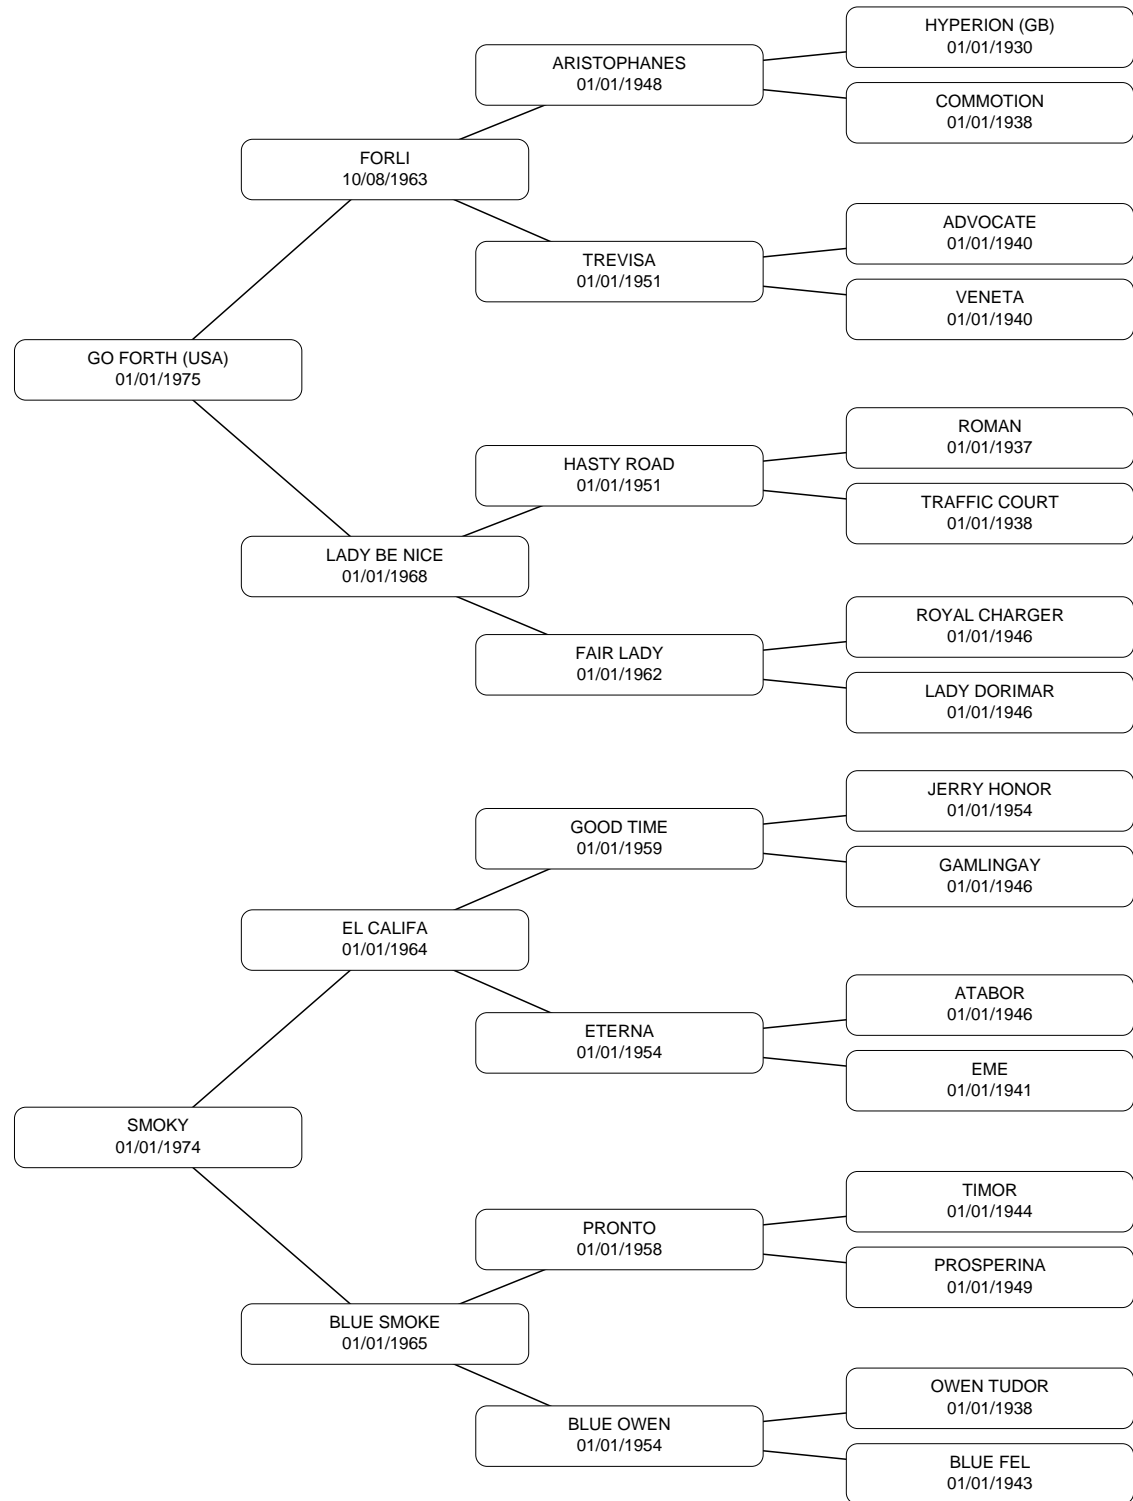 HYPERION (GB)
01/01/1930
ARISTOPHANES
01/01/1948
COMMOTION
01/01/1938
FORLI
10/08/1963
ADVOCATE
01/01/1940
TREVISA
01/01/1951
VENETA
01/01/1940
GO FORTH (USA)
01/01/1975
ROMAN
01/01/1937
HASTY ROAD
01/01/1951
TRAFFIC COURT
01/01/1938
LADY BE NICE
01/01/1968
ROYAL CHARGER
01/01/1946
FAIR LADY
01/01/1962
LADY DORIMAR
01/01/1946
JERRY HONOR
01/01/1954
GOOD TIME
01/01/1959
GAMLINGAY
01/01/1946
EL CALIFA
01/01/1964
ATABOR
01/01/1946
ETERNA
01/01/1954
EME
01/01/1941
SMOKY
01/01/1974
TIMOR
01/01/1944
PRONTO
01/01/1958
PROSPERINA
01/01/1949
BLUE SMOKE
01/01/1965
OWEN TUDOR
01/01/1938
BLUE OWEN
01/01/1954
BLUE FEL
01/01/1943